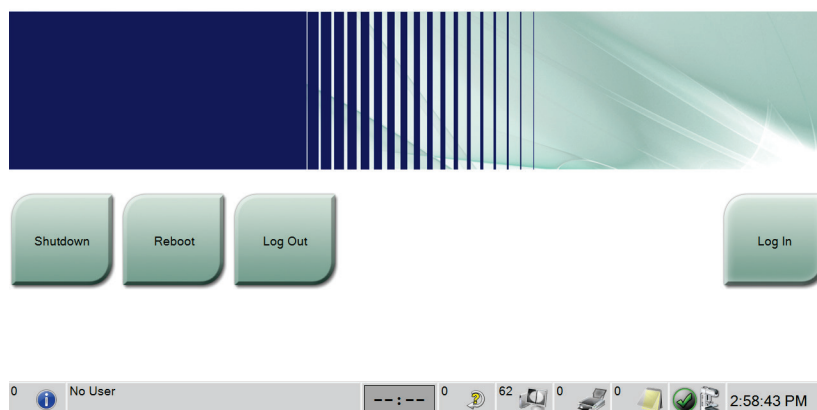 Shutdown
Reboot
Log Out
Log In
0
No User
--:--
0
62
0
0
2:58:43 PM